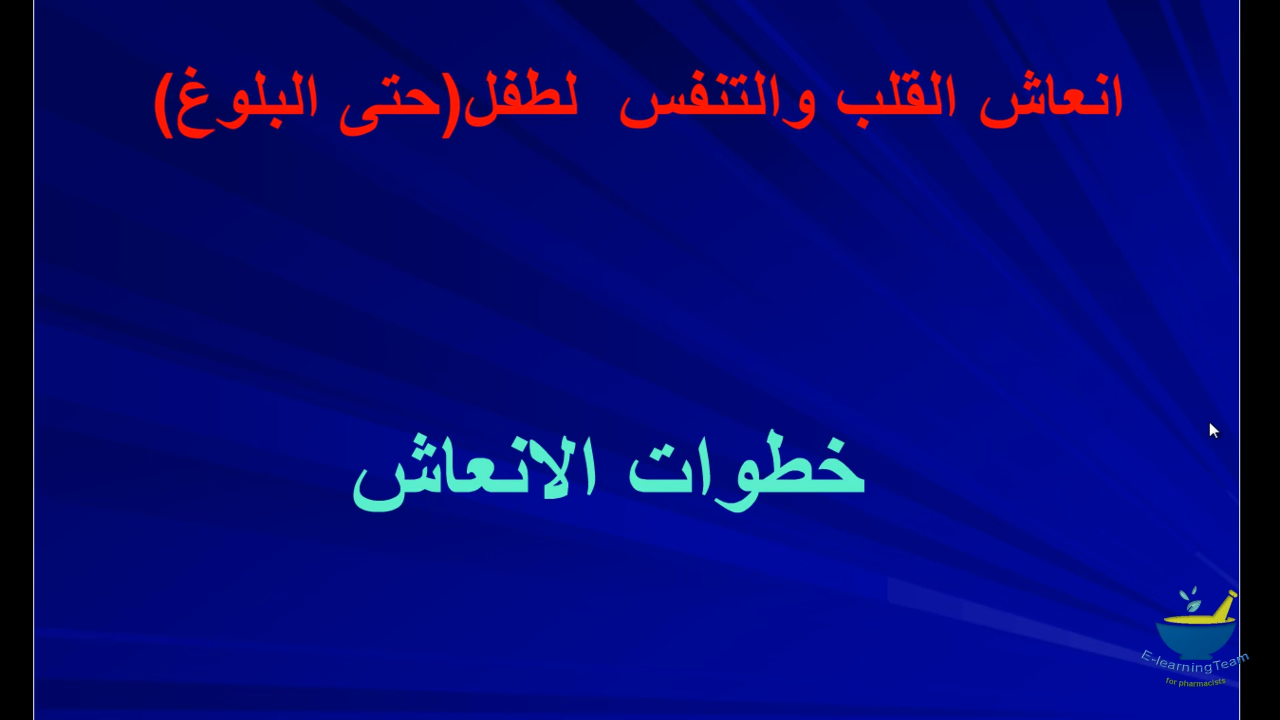 انعاش القلب والتنفس لطفل(حتى البلوغ)
خطوات الانعاش
E-learningTeam
for pharmacists